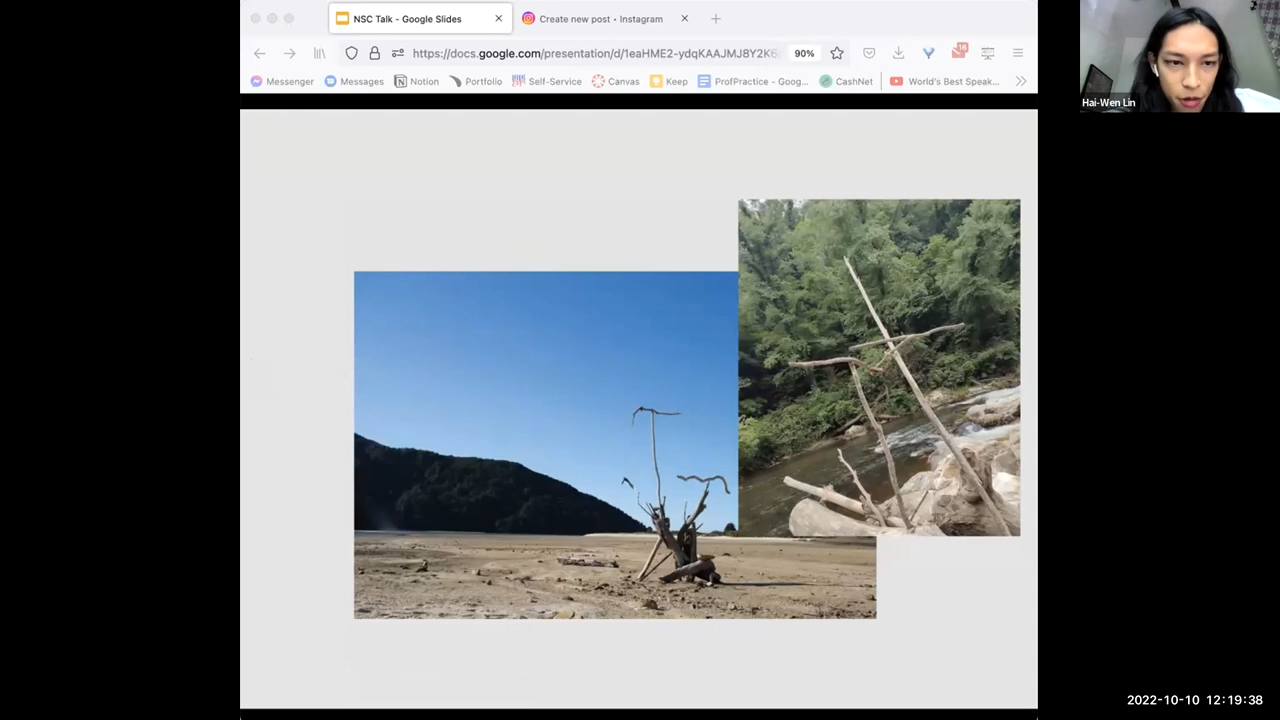 NSC Talk - Google Slides
Create new post • Instagram
https://docs.google.com/presentation/d/1eaHME2-ydqKAAJMJ8Y2K6
90%
16
Messenger
Messages
Notion
Portfolio
Self-Service
Canvas
Keep
ProfPractice - Goog...
CashNet
World's Best Speak...
Hai-Wen Lin
2022-10-10 12:19:38